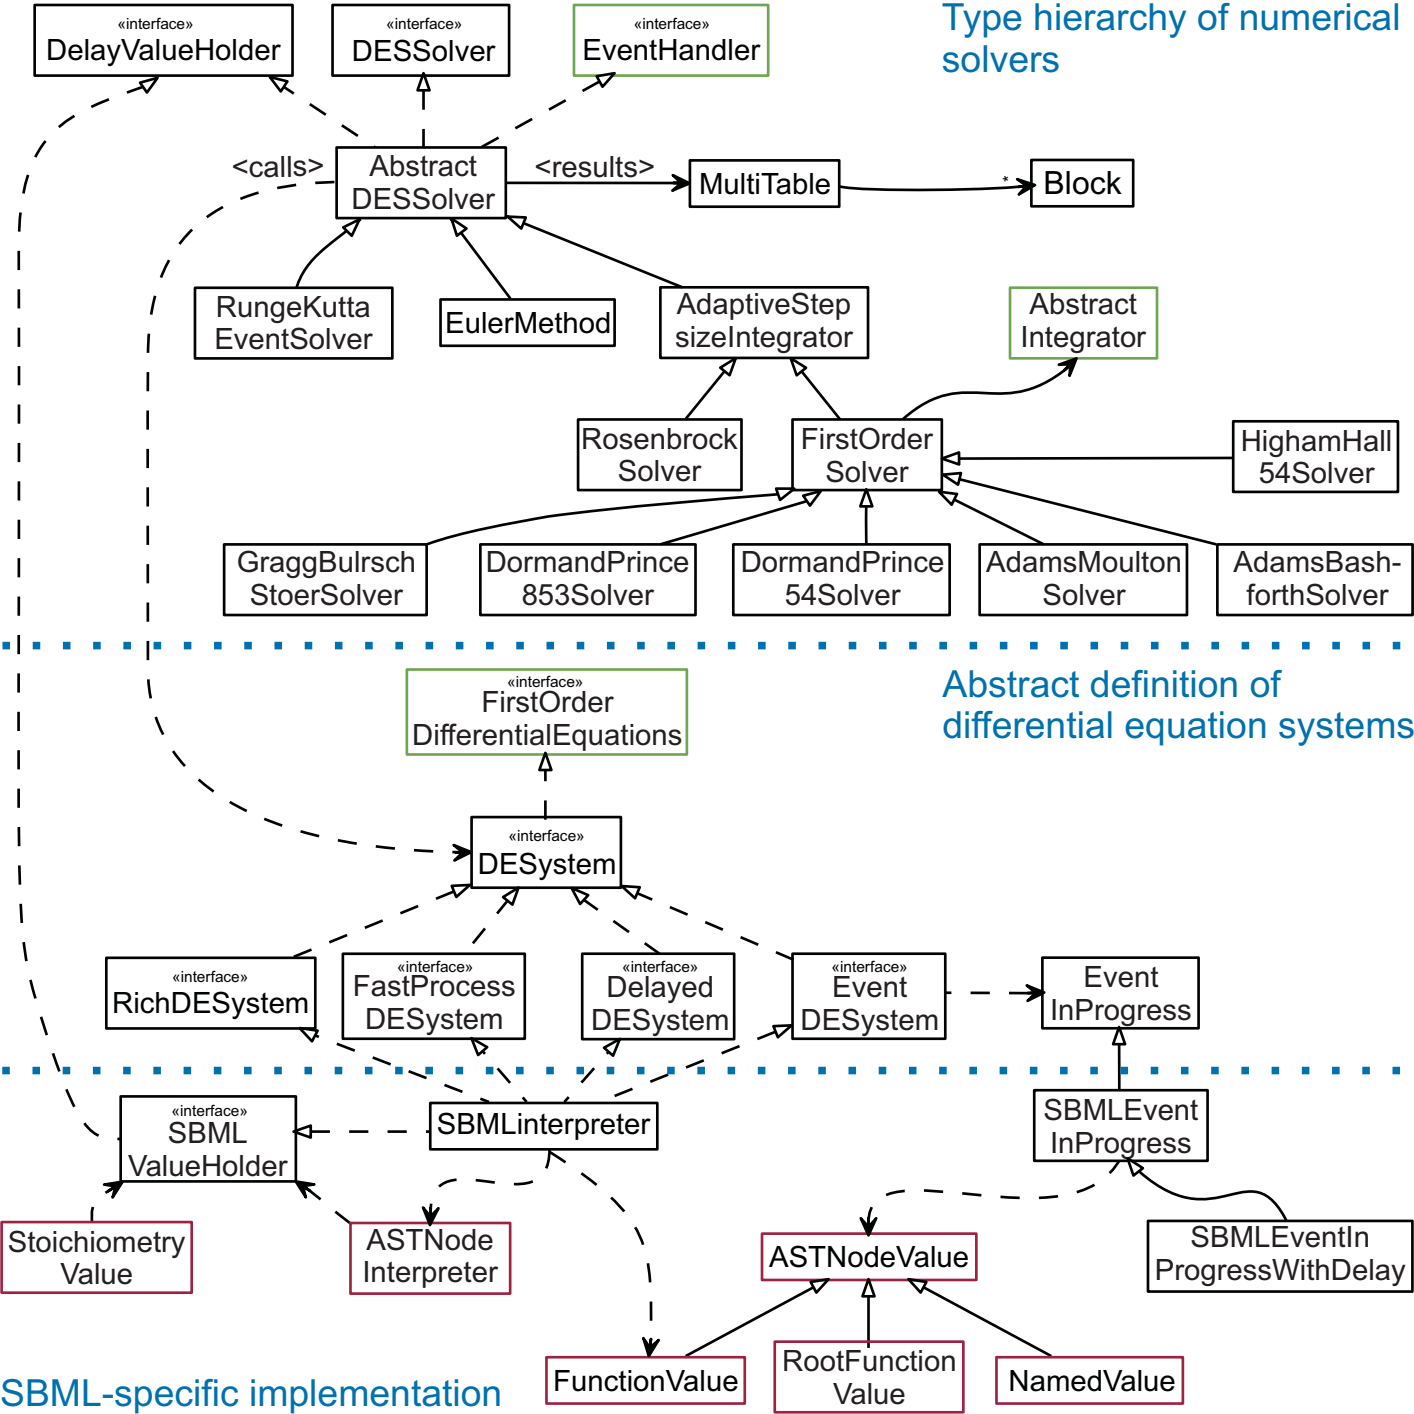 «interface»
DelayValueHolder
«interface»
DESSolver
«interface»
EventHandler
Type hierarchy of numerical
solvers
<calls>
Abstract
DESSolver
<results>
MultiTable
*
Block
RungeKutta
EventSolver
EulerMethod
AdaptiveStep
sizeIntegrator
Abstract
Integrator
Rosenbrock
Solver
FirstOrder
Solver
HighamHall
54Solver
GraggBulrsch
StoerSolver
DormandPrince
853Solver
DormandPrince
54Solver
AdamsMoulton
Solver
AdamsBash-
forthSolver
«interface»
FirstOrder
DifferentialEquations
Abstract definition of
differential equation systems
«interface»
DESystem
«interface»
RichDESystem
«interface»
FastProcess
DESystem
«interface»
Delayed
DESystem
«interface»
Event
DESystem
Event
InProgress
«interface»
SBML
ValueHolder
SBMLinterpreter
SBMLEvent
InProgress
Stoichiometry
Value
ASTNode
Interpreter
ASTNodeValue
SBMLEventIn
ProgressWithDelay
FunctionValue
RootFunction
Value
NamedValue
SBML-specific implementation